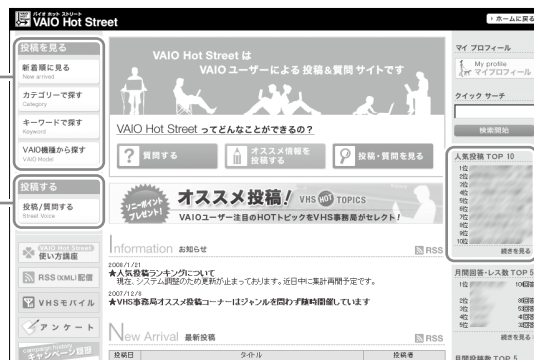 バイオ ホット ストリート
VAIO Hot Street
ホームに戻る
投稿を見る
新着順に見る
New arrived
カテゴリーで探す
Category
キーワードで探す
Keyword
VAIO機種から探す
VAIO Model
投稿する
投稿/質問する
Street Voice
VAIO Hot Street
使い方講座
RSS (XML) 配信
VHSモバイル
アンケート
campaign history
キャンペーン履歴
VAIO Hot Street は
VAIO ユーザーによる 投稿&質問 サイトです
VAIO Hot Street ってどんなことができるの?
質問する
オススメ情報を
投稿する
投稿・質問を見る
ソニーポイント
プレゼント!
オススメ投稿! VHS HOT TOPICS
VAIOユーザー注目のHOTトピックをVHS事務局がセレクト!
Information お知らせ
RSS
2008/1/21
★人気投稿ランキングについて
現在、システム調整のため更新が止まっております。近日中に集計再開予定です。
2007/12/8
★VHS事務局オススメ投稿コーナーはジャンルを問わず随時開催しています
New Arrival 最新投稿
RSS
投稿日 タイトル 投稿者
マイ プロフィール
My profile
マイプロフィール
クイック サーチ
検索開始
人気投稿 TOP 10
1位
2位
3位
4位
5位
6位
7位
8位
9位
10位
続きを見る
月間回答・レス数 TOP 5
1位
2位
3位
4位
5位
続きを見る
月間投稿数 TOP 5